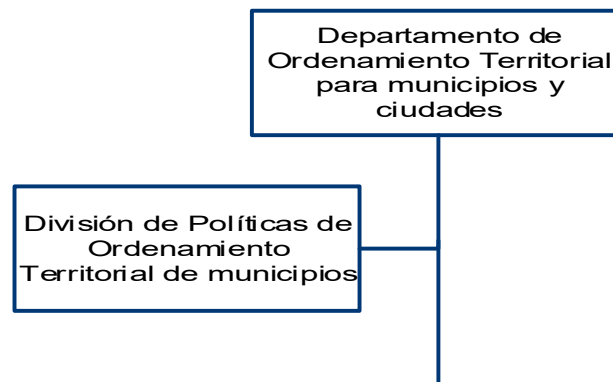 Departamento de
Ordenamiento Territorial
para municipios y
ciudades
División de Políticas de
Ordenamiento
Territorial de municipios